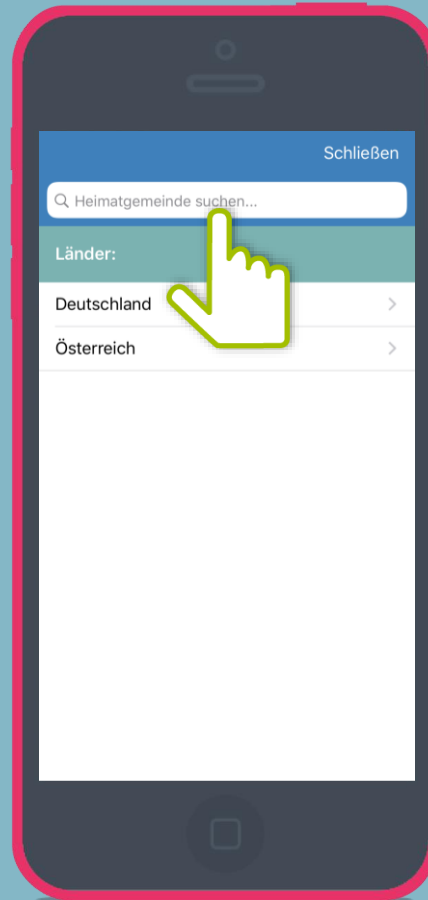 Schließen
Heimatgemeinde suchen...
Länder:
Deutschland
Österreich